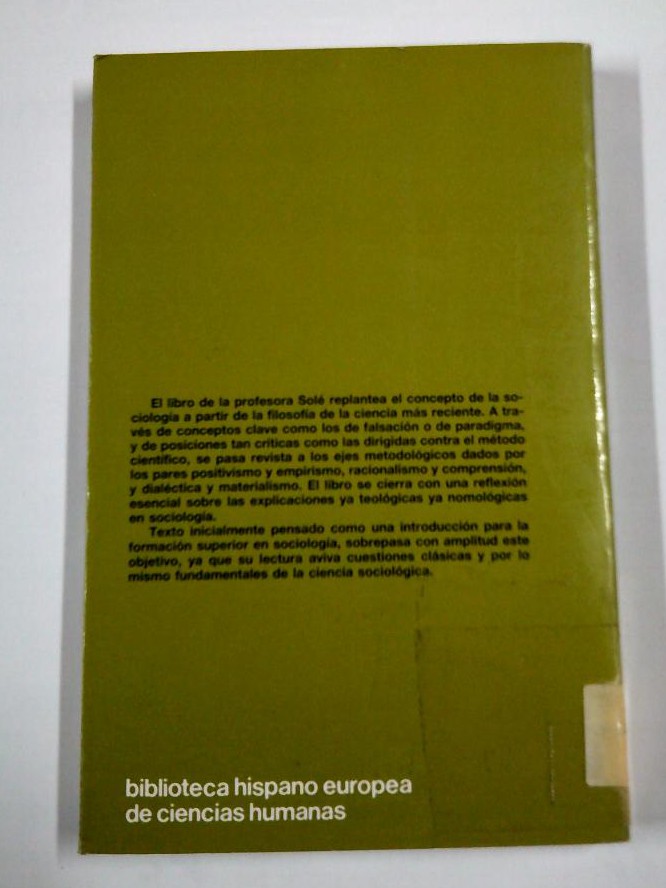 El libro de la profesora Solé replantea el concepto de la so-
ciología a partir de la filosofía de la ciencia más reciente. A tra-
vés de conceptos clave como los de falsación o de paradigma,
y de posiciones tan críticas como las dirigidas contra el método
científico, se pasa revista a los ejes metodológicos dados por
los pares positivismo y empirismo, racionalismo y comprensión,
y dialéctica y materialismo. El libro se cierra con una reflexión
esencial sobre las explicaciones ya teológicas ya nomológicas
en sociología.
Texto inicialmente pensado como una introducción para la
formación superior en sociología, sobrepasa con amplitud este
objetivo, ya que su lectura aviva cuestiones clásicas y por lo
mismo fundamentales de la ciencia sociológica.
biblioteca hispano europea
de ciencias humanas